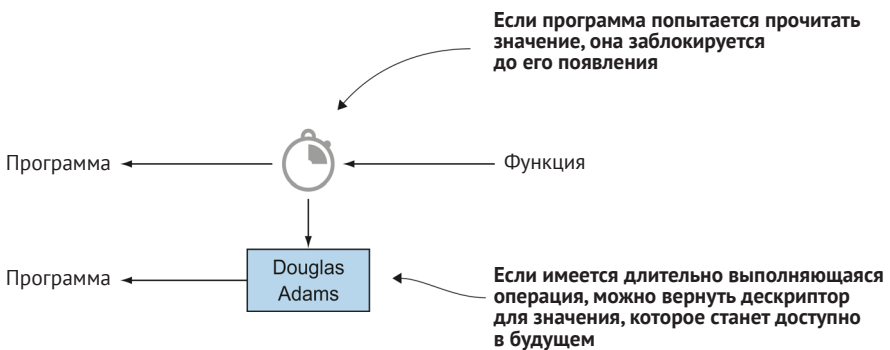 Если программа попытается прочитать
значение, она заблокируется
до его появления
Программа
Функция
Программа
Douglas
Adams
Если имеется длительно выполняющаяся
операция, можно вернуть дескриптор
для значения, которое станет доступно
в будущем